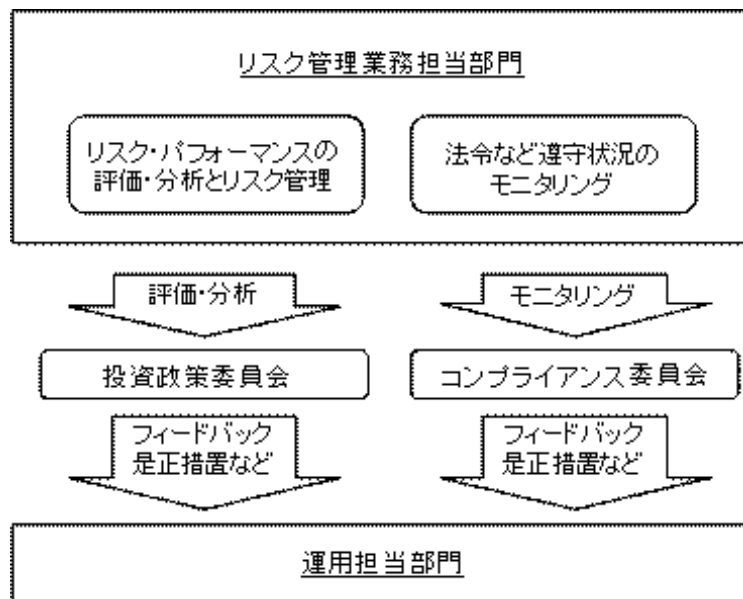 リスク管理業務担当部門
リスク・パフォーマンスの
評価・分析とリスク管理
法令など遵守状況の
モニタリング
評価・分析
モニタリング
投資政策委員会
コンプライアンス委員会
フィードバック
是正措置など
フィードバック
是正措置など
運用担当部門